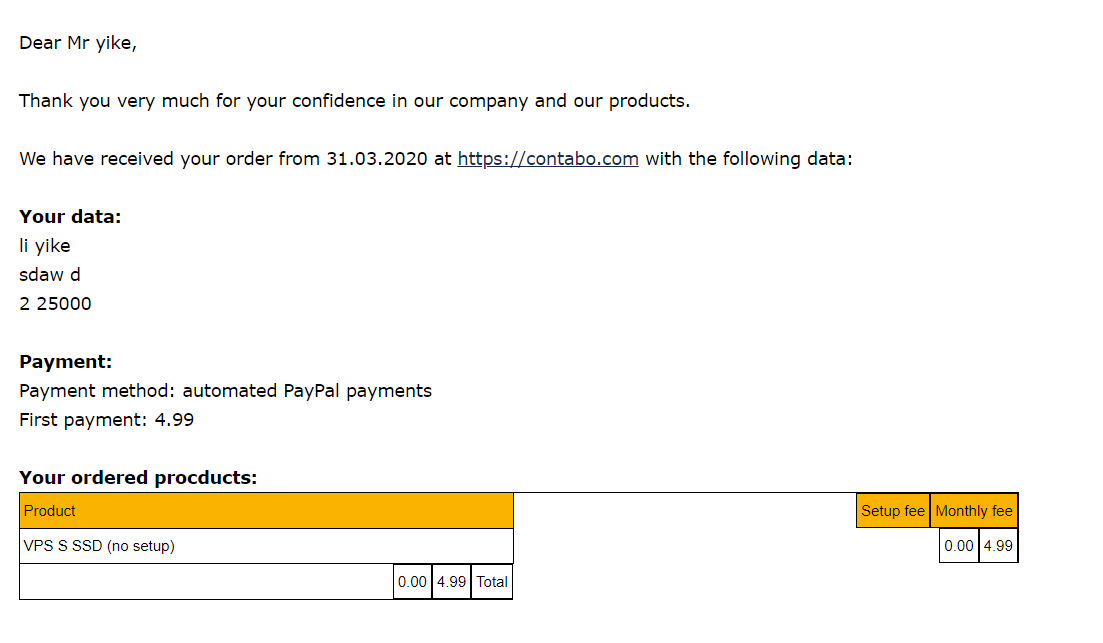 Dear Mr yike,
Thank you very much for your confidence in our company and our products.
We have received your order from 31.03.2020 at https://contabo.com with the following data:
Your data:
li yike
sdaw d
2 25000
Payment:
Payment method: automated PayPal payments
First payment: 4.99
Your ordered procducts:
Product Setup fee Monthly fee
VPS S SSD (no setup) 0.00 4.99
0.00 4.99 Total